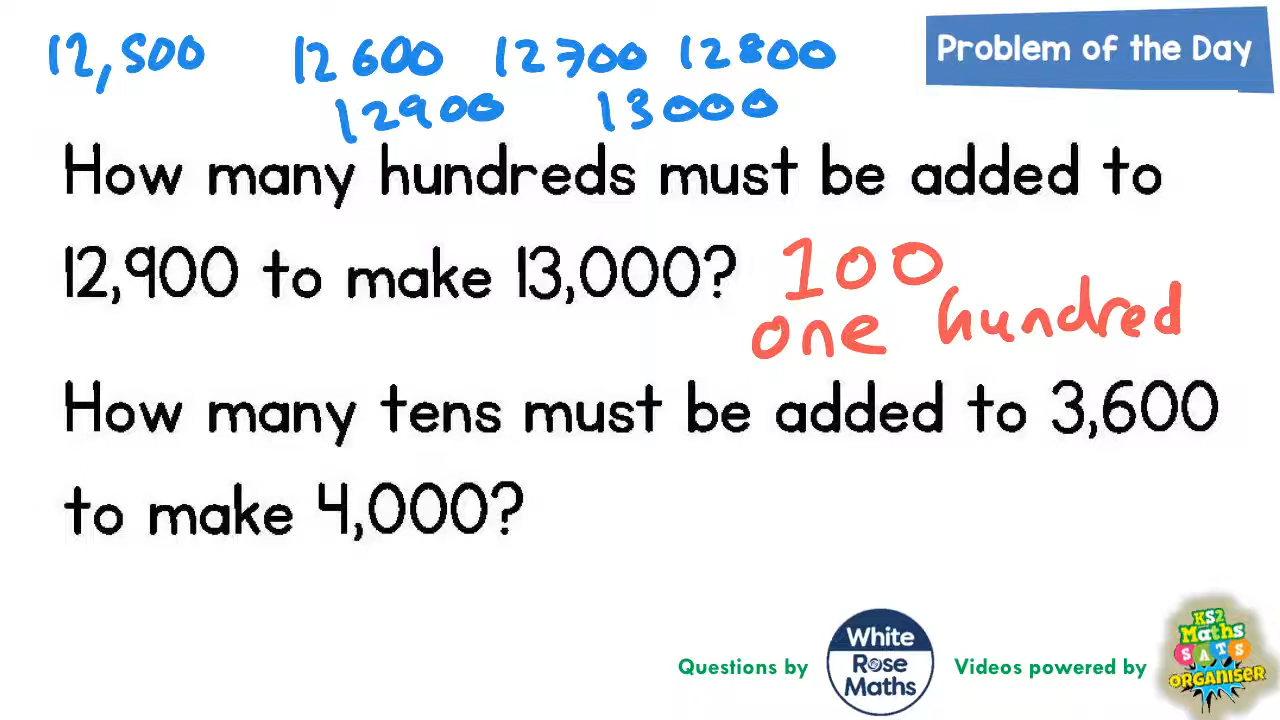 12,500 12600 12700 12800
12900 13000
Problem of the Day
How many hundreds must be added to
12,900 to make 13,000? 100
one hundred
How many tens must be added to 3,600
to make 4,000?
Questions by
White
Rose
Maths
Videos powered by
KS2
Maths
SATS
ORGANISER